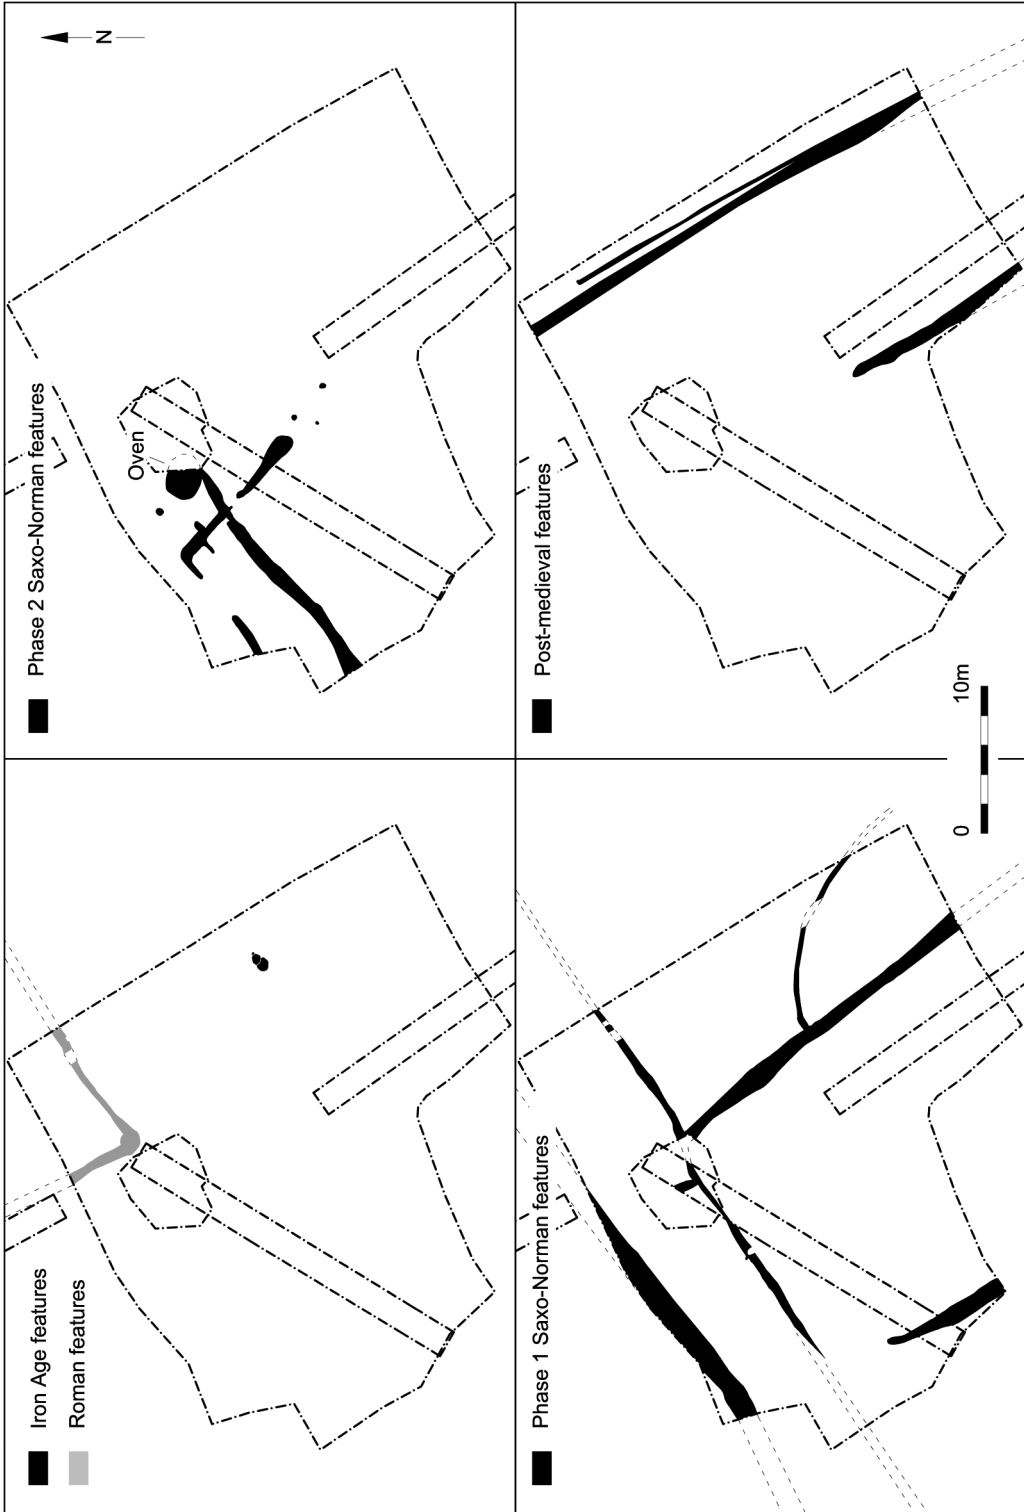 Iron Age features
Roman features
Phase 2 Saxo-Norman features
Oven
N
Phase 1 Saxo-Norman features
Post-medieval features
0
10m